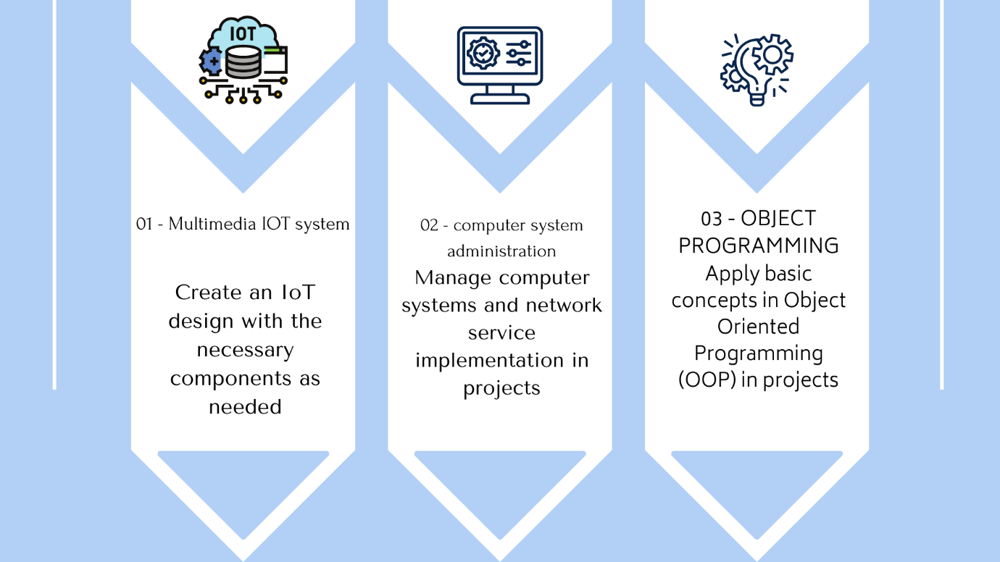 IOT
01 - Multimedia IOT system
Create an IoT
design with the
necessary
components as
needed
02 - computer system
administration
Manage computer
systems and network
service
implementation in
projects
03 - OBJECT
PROGRAMMING
Apply basic
concepts in Object
Oriented
Programming
(OOP) in projects